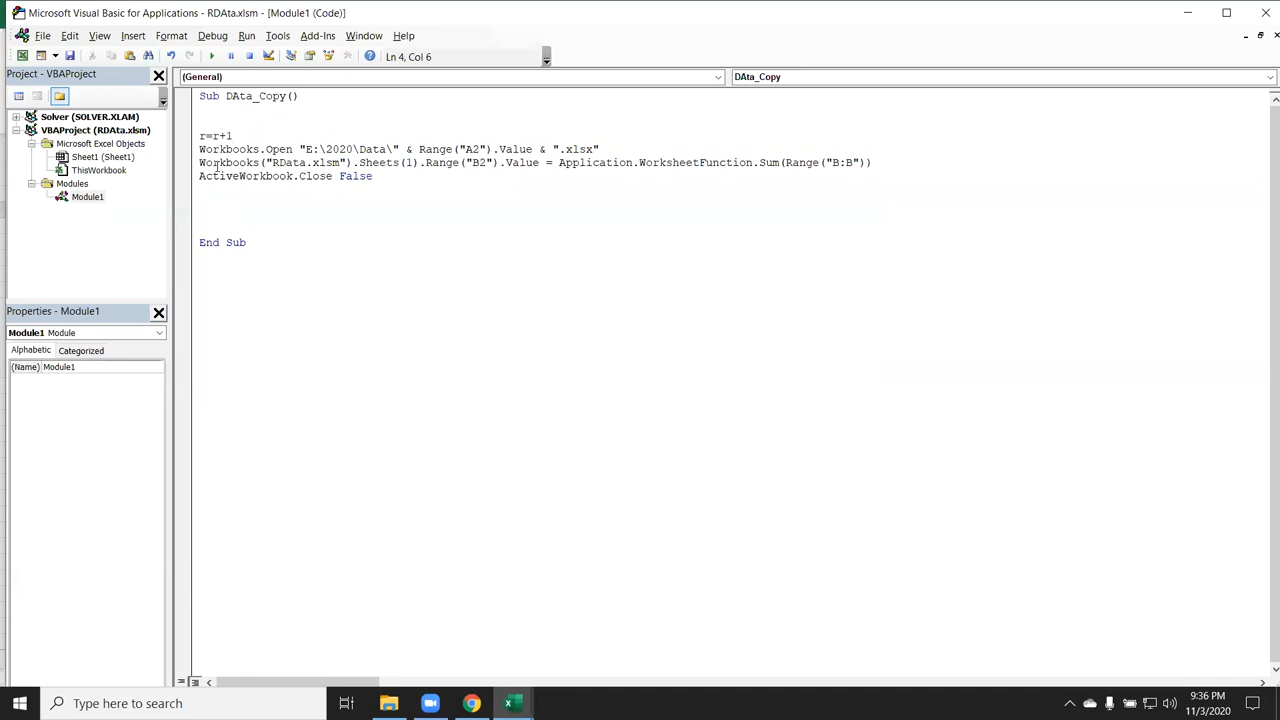 Microsoft Visual Basic for Applications - RDAta.xlsm - [Module1 (Code)]
File Edit View Insert Format Debug Run Tools Add-Ins Window Help
Ln 4, Col 6
Project - VBAProject
(General) DAta_Copy
Solver (SOLVER.XLAM)
VBAProject (RDAta.xlsm)
Microsoft Excel Objects
Sheet1 (Sheet1)
ThisWorkbook
Modules
Module1
Sub DAta_Copy()
r=r+1
Workbooks.Open "E:\2020\Data\" & Range("A2").Value & ".xlsx"
Workbooks("RData.xlsm").Sheets(1).Range("B2").Value = Application.WorksheetFunction.Sum(Range("B:B"))
ActiveWorkbook.Close False
End Sub
Properties - Module1
Module1 Module
Alphabetic Categorized
(Name) Module1
Type here to search
9:36 PM
11/3/2020